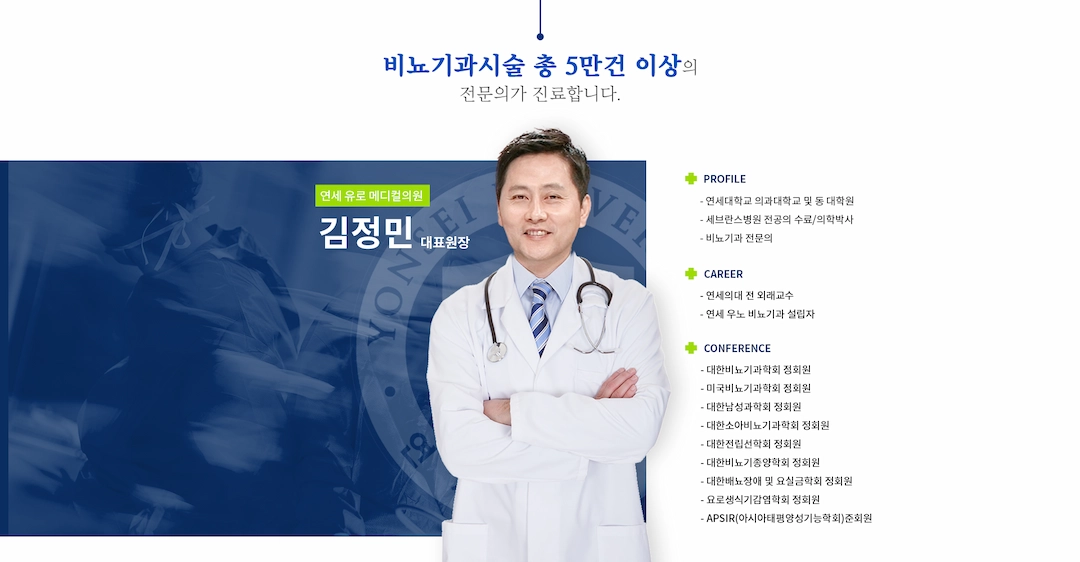 비뇨기과시술 총 5만건 이상의
전문의가 진료합니다.
연세 유로 메디컬의원
김정민 대표원장
YONSEI
PROFILE
- 연세대학교 의과대학교 및 동 대학원
- 세브란스병원 전공의 수료/의학박사
- 비뇨기과 전문의
CAREER
- 연세의대 전 외래교수
- 연세 우노 비뇨기과 설립자
CONFERENCE
- 대한비뇨기과학회 정회원
- 미국비뇨기과학회 정회원
- 대한남성과학회 정회원
- 대한소아비뇨기과학회 정회원
- 대한전립선학회 정회원
- 대한비뇨기종양학회 정회원
- 대한배뇨장애 및 요실금학회 정회원
- 요로생식기감염학회 정회원
- APSIR(아시아태평양성기능학회)준회원